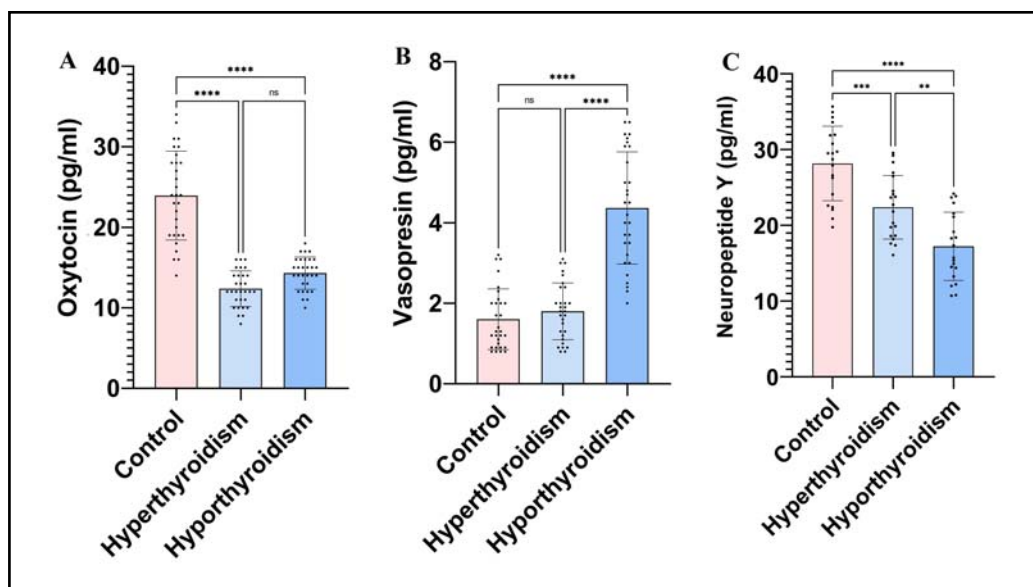 A
Oxytocin (pg/ml)
40
30
20
10
0
****
****
ns
Control
Hyperthyroidism
Hyporthyroidism
B
Vasopresin (pg/ml)
8
6
4
2
0
****
ns
****
Control
Hyperthyroidism
Hyporthyroidism
C
Neuropeptide Y (pg/ml)
40
30
20
10
0
****
***
**
Control
Hyperthyroidism
Hypothyroidism